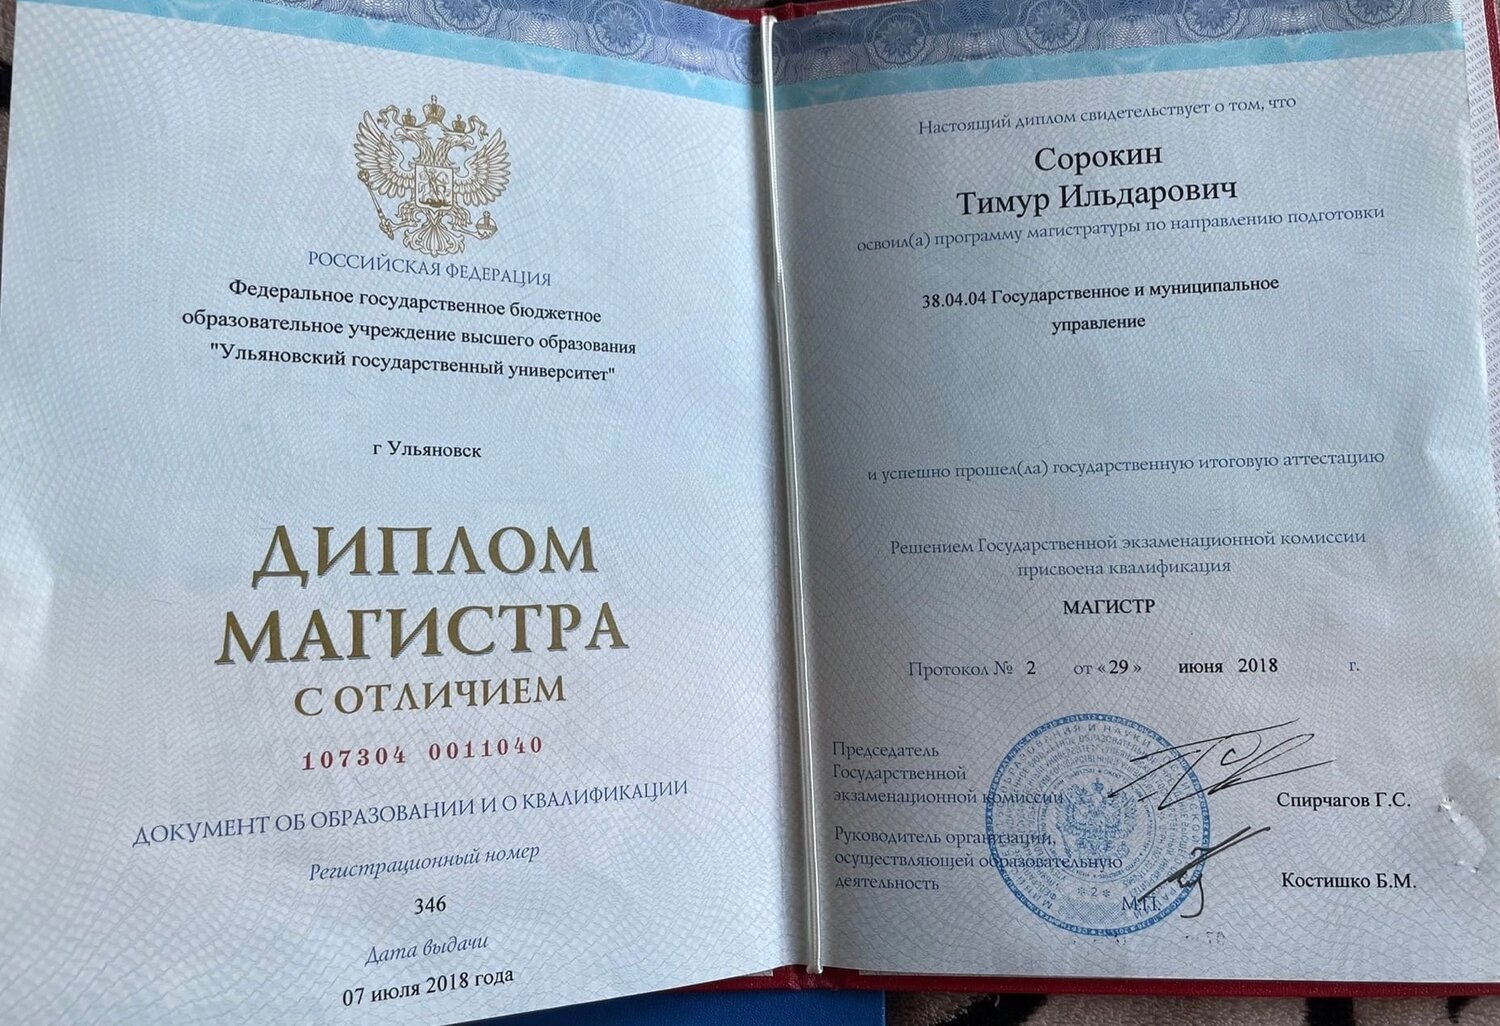 РОССИЙСКАЯ ФЕДЕРАЦИЯ
Федеральное государственное бюджетное
образовательное учреждение высшего образования
"Ульяновский государственный университет"
г Ульяновск
ДИПЛОМ
МАГИСТРА
С ОТЛИЧИЕМ
107304 0011040
ДОКУМЕНТ ОБ ОБРАЗОВАНИИ И О КВАЛИФИКАЦИИ
Регистрационный номер
346
Дата выдачи
07 июля 2018 года
Настоящий диплом свидетельствует о том, что
Сорокин
Тимур Ильдарович
освоил(а) программу магистратуры по направлению подготовки
38.04.04 Государственное и муниципальное
управление
и успешно прошел(ла) государственную итоговую аттестацию
Решением Государственной экзаменационной комиссии
присвоена квалификация
МАГИСТР
Протокол № 2 от «29» июня 2018 г.
Председатель
Государственной
экзаменационной комиссии
Спирчагов Г.С.
Руководитель организации,
осуществляющей образовательную
деятельность
Костишко Б.М.
М.П.